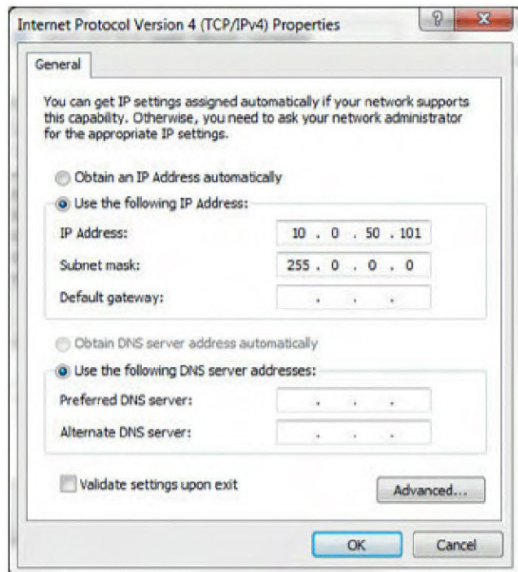 Internet Protocol Version 4 (TCP/IPv4) Properties
General
You can get IP settings assigned automatically if your network supports
this capability. Otherwise, you need to ask your network administrator
for the appropriate IP settings.
Obtain an IP Address automatically
Use the following IP Address:
IP Address: 10 . 0 . 50 . 101
Subnet mask: 255 . 0 . 0 . 0
Default gateway: . . .
Obtain DNS server address automatically
Use the following DNS server addresses:
Preferred DNS server: . . .
Alternate DNS server: . . .
Validate settings upon exit
Advanced...
OK Cancel